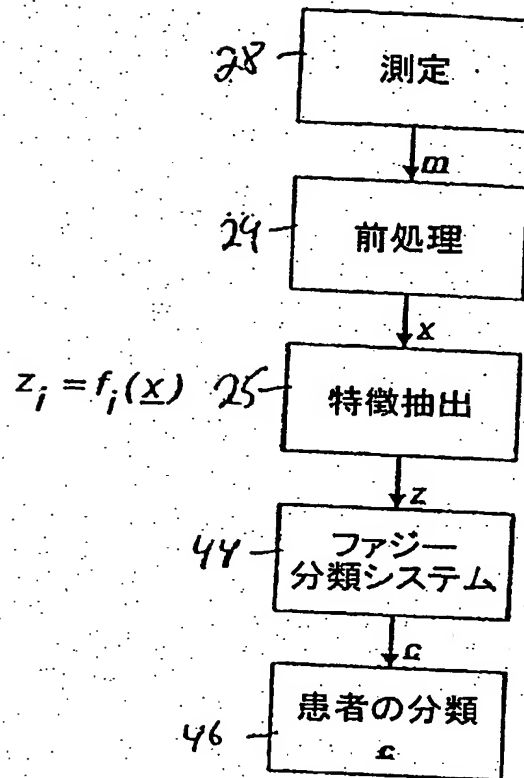 28
測定
m
24
前処理
x
z_i = f_i(x) 25
特徴抽出
z
44
ファジー
分類システム
c
患者の分類
c
46